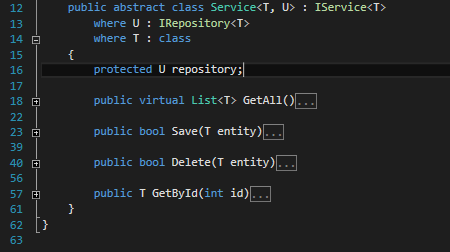 12 public abstract class Service<T, U> : IService<T>
13 where U : IRepository<T>
14 where T : class
15 {
16 protected U repository;
17
18 public virtual List<T> GetAll()...
22
23 public bool Save(T entity)...
39
40 public bool Delete(T entity)...
56
57 public T GetById(int id)...
61 }
62 }
63